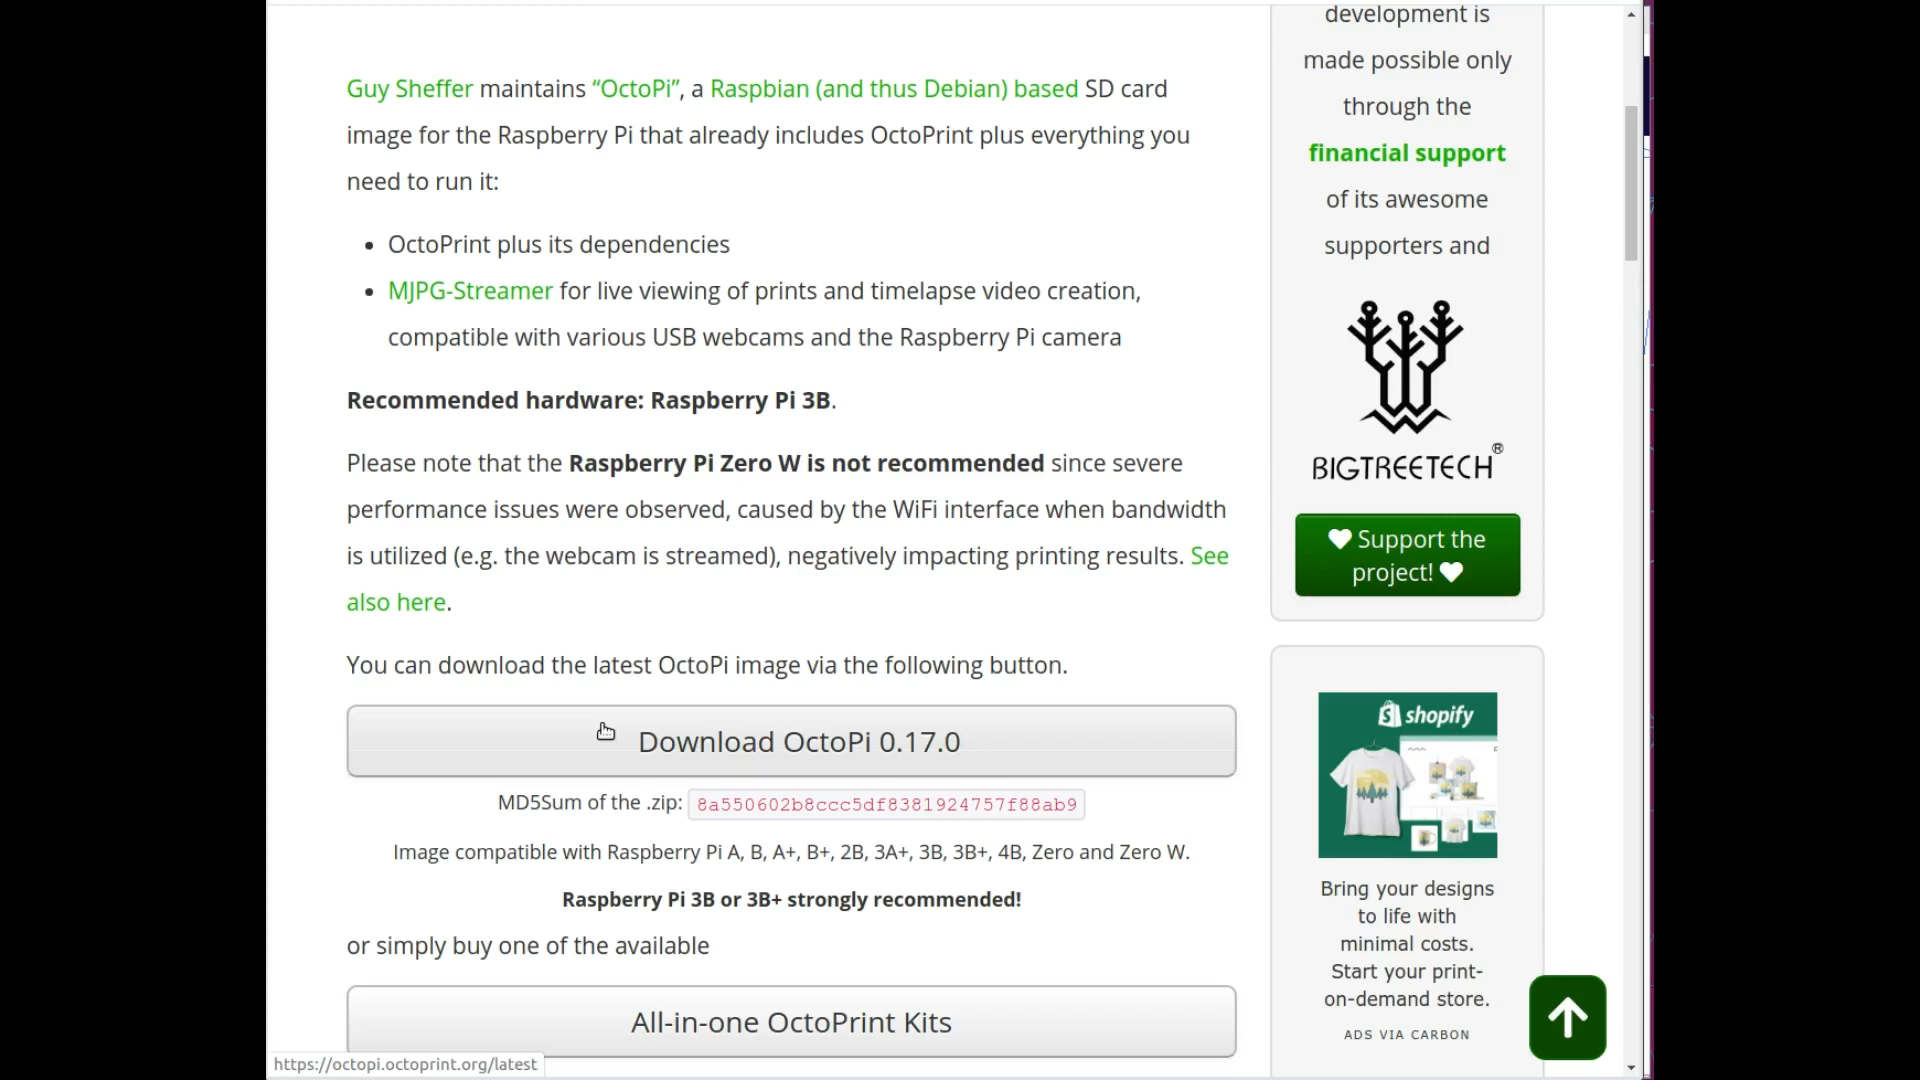 Guy Sheffer maintains “OctoPi”, a Raspbian (and thus Debian) based SD card
image for the Raspberry Pi that already includes OctoPrint plus everything you
need to run it:
• OctoPrint plus its dependencies
• MJPG-Streamer for live viewing of prints and timelapse video creation,
compatible with various USB webcams and the Raspberry Pi camera
Recommended hardware: Raspberry Pi 3B.
Please note that the Raspberry Pi Zero W is not recommended since severe
performance issues were observed, caused by the WiFi interface when bandwidth
is utilized (e.g. the webcam is streamed), negatively impacting printing results. See
also here.
You can download the latest OctoPi image via the following button.
Download OctoPi 0.17.0
MD5Sum of the .zip: 8a550602b8ccc5df8381924757f88ab9
Image compatible with Raspberry Pi A, B, A+, B+, 2B, 3A+, 3B, 3B+, 4B, Zero and Zero W.
Raspberry Pi 3B or 3B+ strongly recommended!
or simply buy one of the available
All-in-one OctoPrint Kits
https://octopi.octoprint.org/latest
development is
made possible only
through the
financial support
of its awesome
supporters and
BIGTREETECH®
Support the
project!
shopify
Bring your designs
to life with
minimal costs.
Start your print-
on-demand store.
ADS VIA CARBON